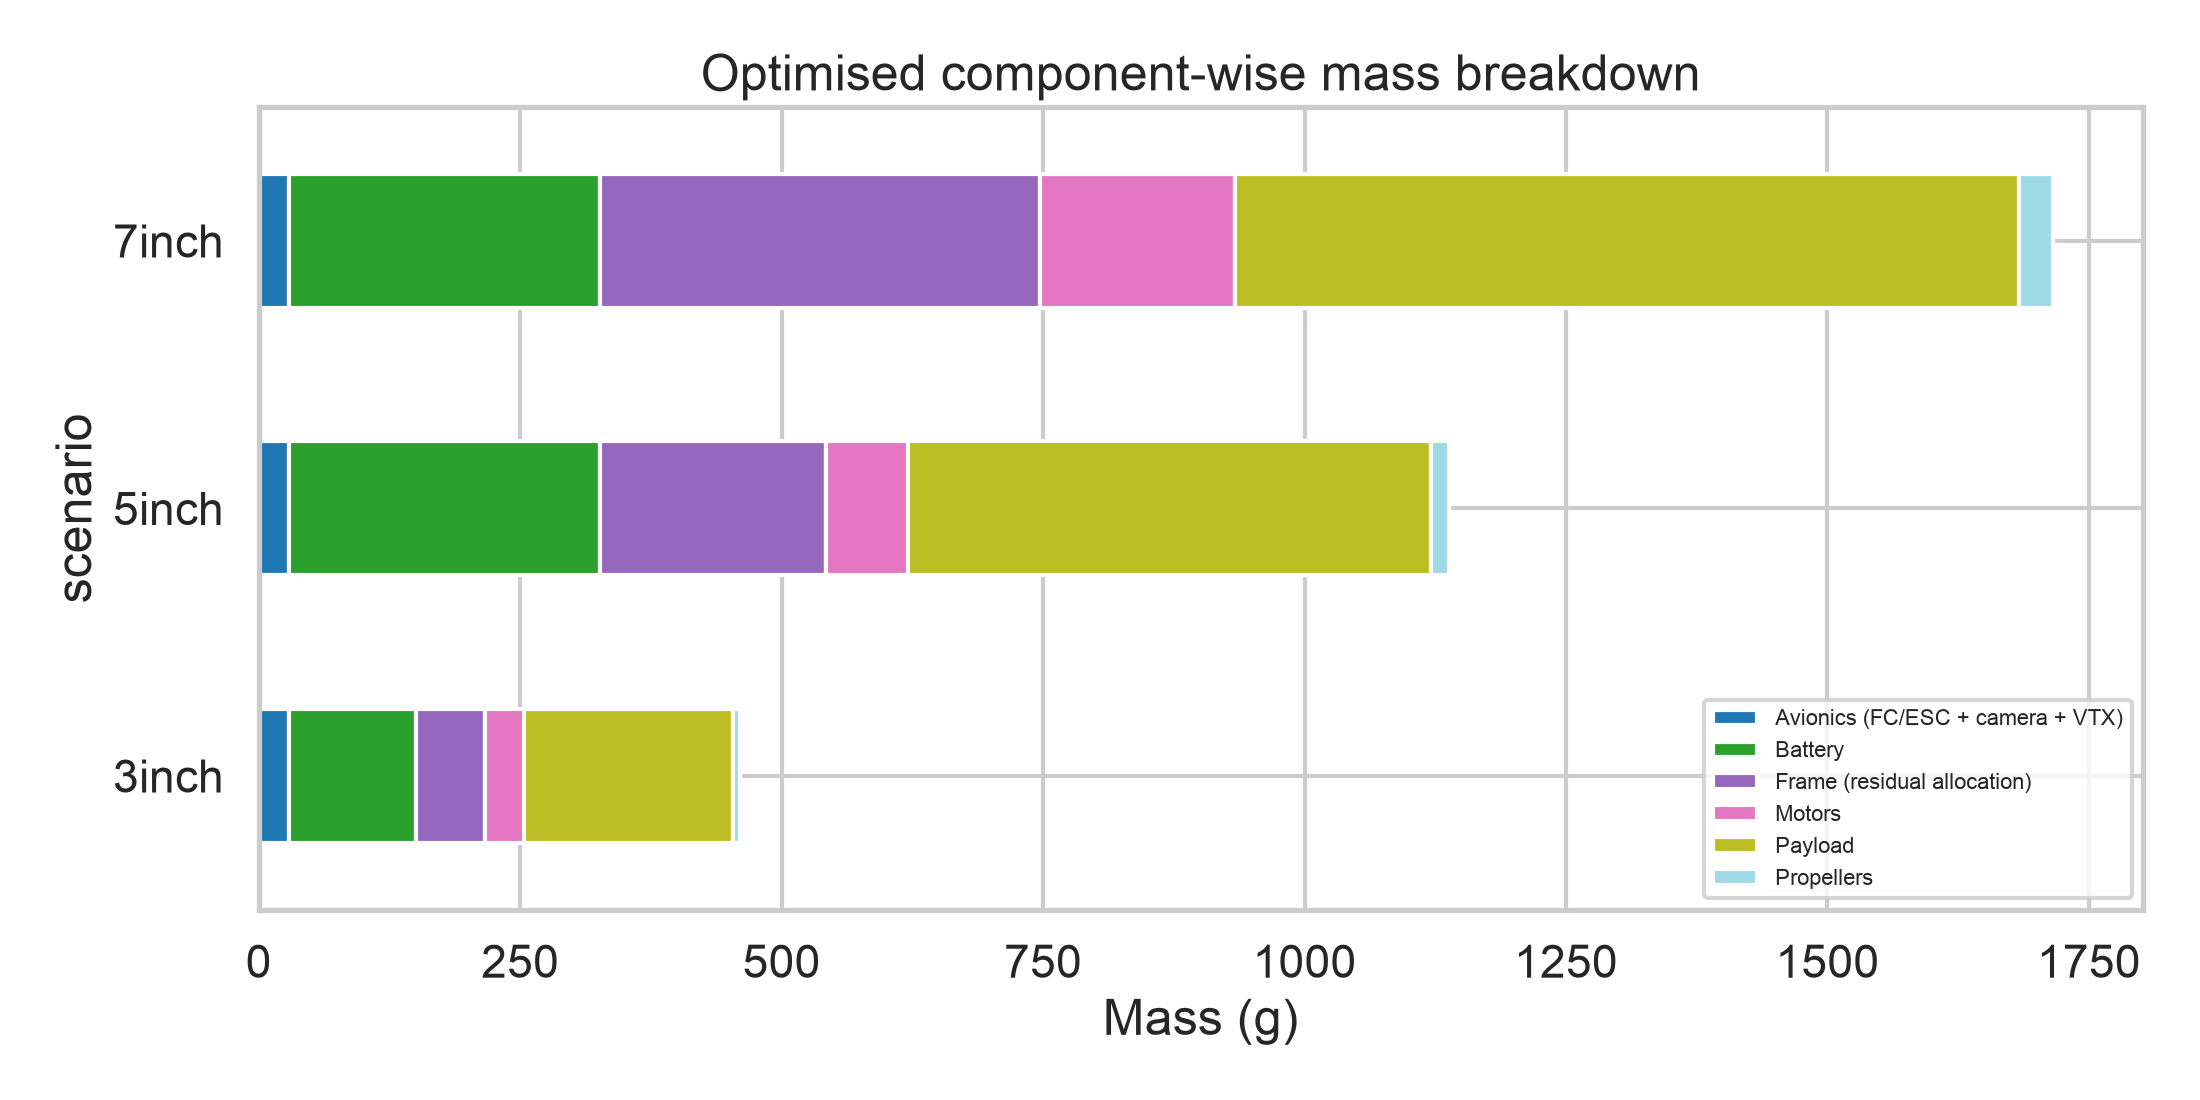 Optimised component-wise mass breakdown
7inch
5inch
3inch
scenario
Avionics (FC/ESC + camera + VTX)
Battery
Frame (residual allocation)
Motors
Payload
Propellers
0 250 500 750 1000 1250 1500 1750
Mass (g)